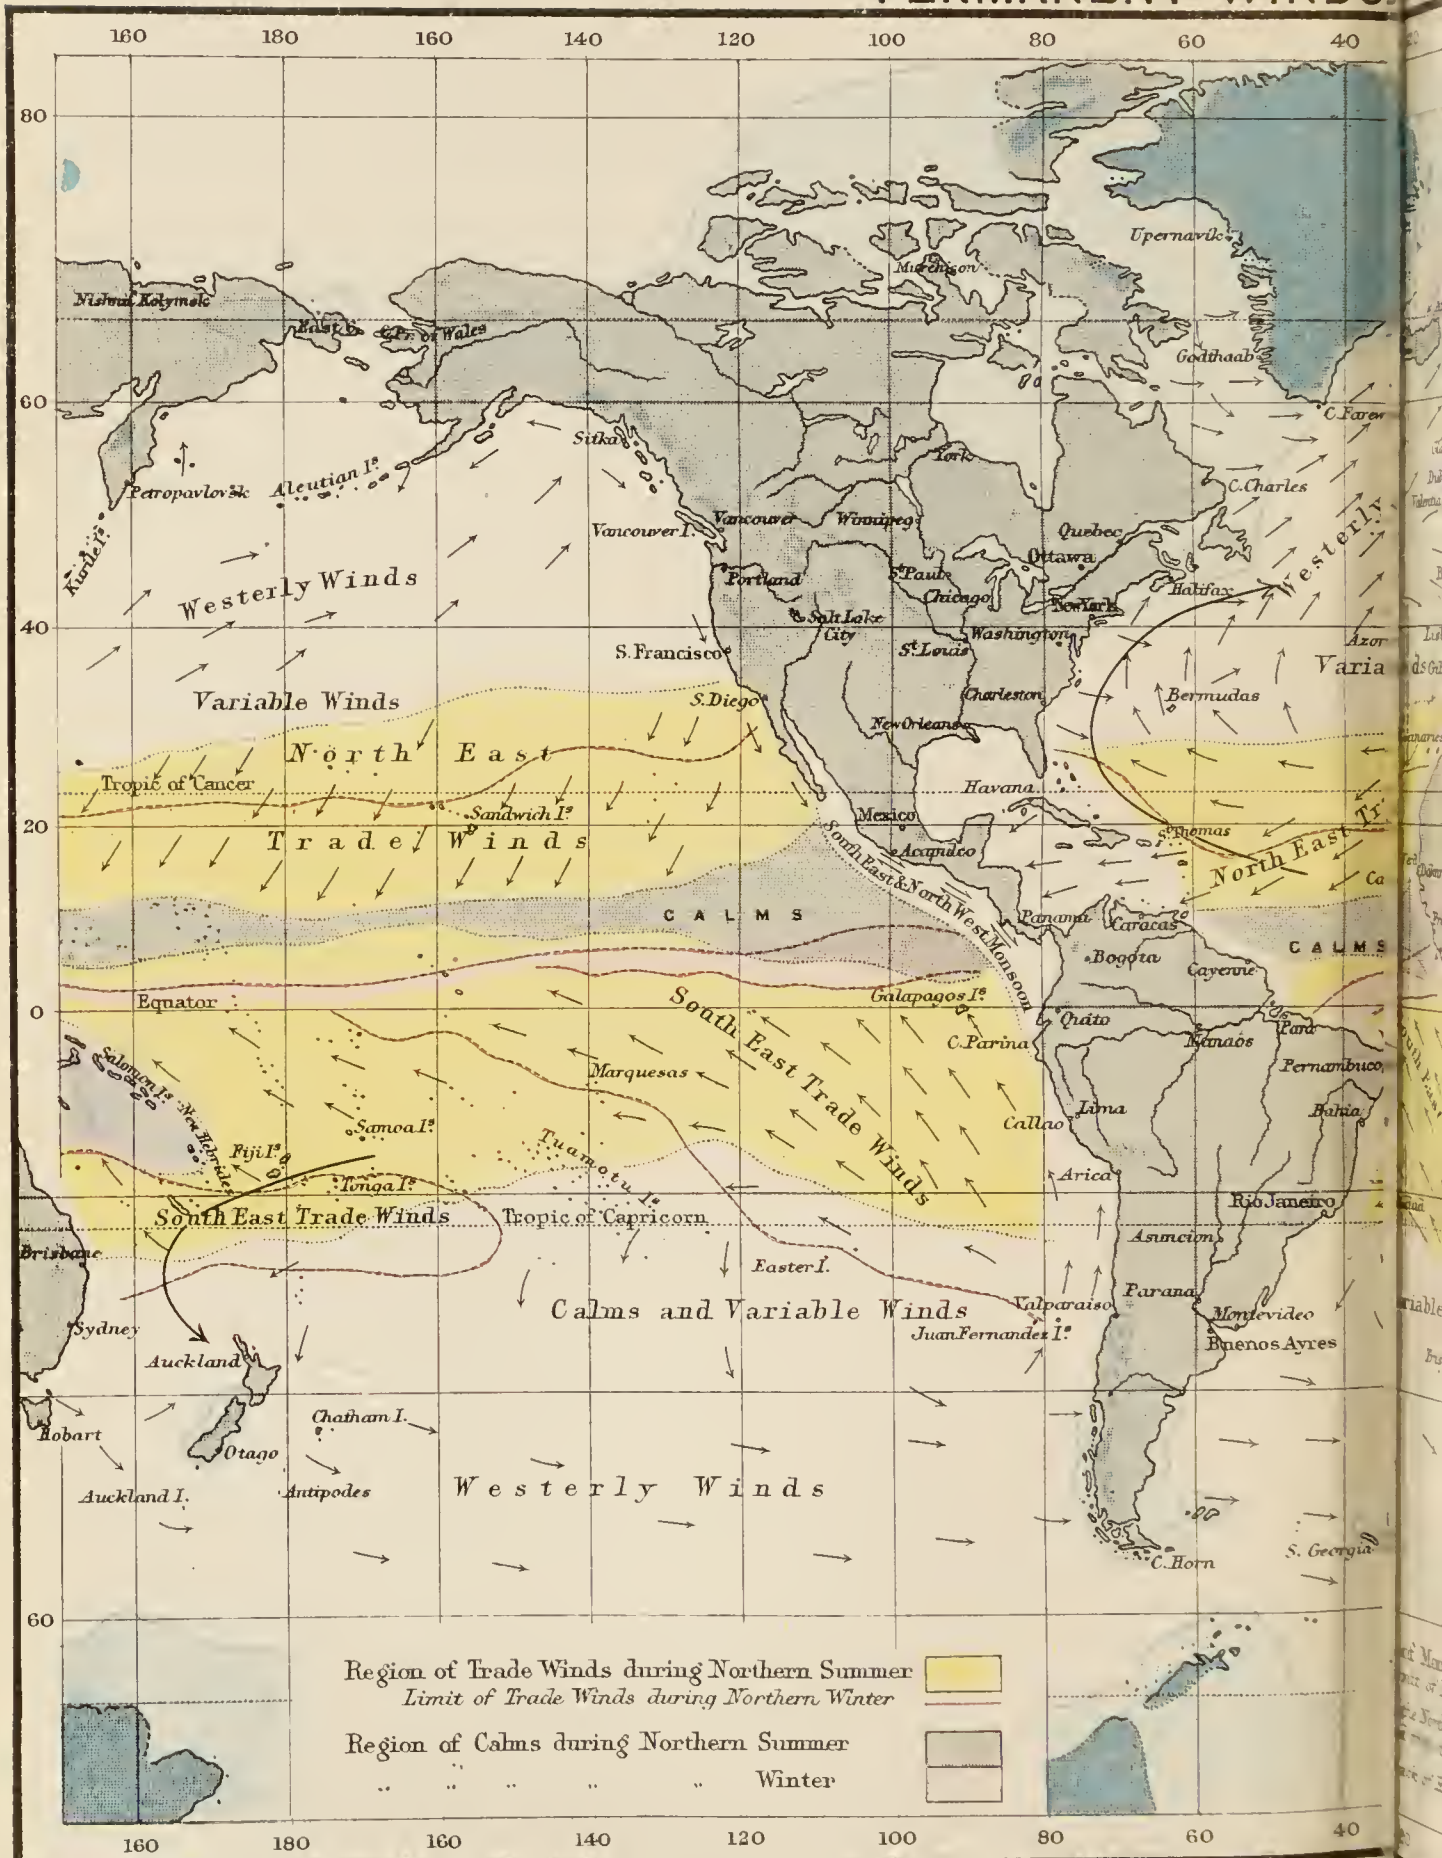 PERMANENT WINDS.
160 180 160 140 120 100 80 60 40
80
Upernavik
Murchison
Nishni Kolymsk
East C.
C.Pr. of Wales
Godthaab
60
C. Farew
Sitka
York
Aleutian Iˢ
Petropavlovsk
C. Charles
Vancouver I.
Vancouver
Winnipeg
Quebec
Kurile Iˢ
Ottawa
Westerly
Westerly Winds
Portland
Sᵗ Paul
Chicago
New York
Halifax
Salt Lake
City
40
S. Francisco
Sᵗ Louis
Washington
Azor
Varia
Variable Winds
S. Diego
Charleston
Bermudas
New Orleans
North East
Tropic of Cancer
Havana
Sandwich Iˢ
Mexico
20
Sᵗ Thomas
Trade Winds
Acapulco
North East Tr
South East & North West Monsoon
Ca
CALMS
Panama
Caracas
CALMS
Bogota
Cayenne
Equator
Galapagos Iˢ
0
Quito
Para
C. Parina
Manaos
South East Trade Winds
Salomon Iˢ
Marquesas
Pernambuco
New Hebrides
Samoa Iˢ
Callao
Lima
Bahia
Fiji Iˢ
Tuamotu Iˢ
Arica
Tonga Iˢ
Rio Janeiro
South East Trade Winds
Tropic of Capricorn
Asuncion
Brisbane
Easter I.
Parana
Calms and Variable Winds
Valparaiso
Sydney
Juan Fernandez Iˢ
Montevideo
Buenos Ayres
Auckland
Chatham I.
Hobart
Otago
Auckland I.
Antipodes
Westerly Winds
C. Horn
S. Georgia
60
Region of Trade Winds during Northern Summer
Limit of Trade Winds during Northern Winter
Region of Calms during Northern Summer
" " " " " Winter
160 180 160 140 120 100 80 60 40